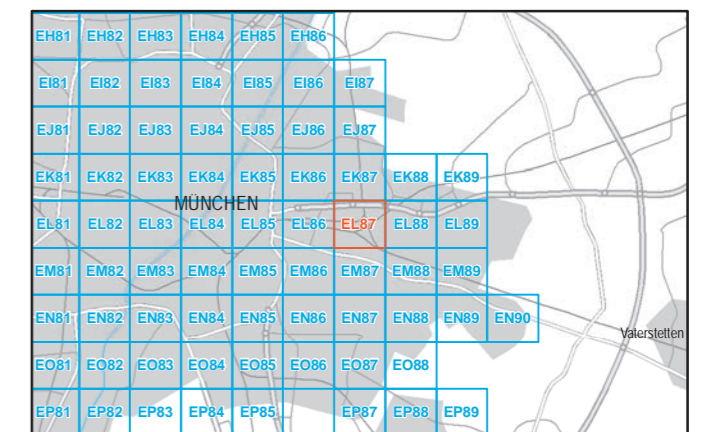 EH81 EH82 EH83 EH84 EH85 EH86
EI81 EI82 EI83 EI84 EI85 EI86 EI87
EJ81 EJ82 EJ83 EJ84 EJ85 EJ86 EJ87
EK81 EK82 EK83 EK84 EK85 EK86 EK87 EK88 EK89
MÜNCHEN
EL81 EL82 EL83 EL84 EL85 EL86 EL87 EL88 EL89
EM81 EM82 EM83 EM84 EM85 EM86 EM87 EM88 EM89
EN81 EN82 EN83 EN84 EN85 EN86 EN87 EN88 EN89 EN90
Vaterstetten
EO81 EO82 EO83 EO84 EO85 EO86 EO87 EO88
EP81 EP82 EP83 EP84 EP85 EP87 EP88 EP89